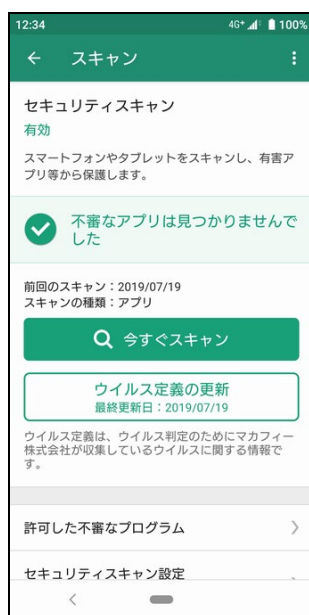 12:34
4G+ 100%
スキャン
セキュリティスキャン
有効
スマートフォンやタブレットをスキャンし、有害ア
プリ等から保護します。
不審なアプリは見つかりませんで
した
前回のスキャン：2019/07/19
スキャンの種類：アプリ
今すぐスキャン
ウイルス定義の更新
最終更新日：2019/07/19
ウイルス定義は、ウイルス判定のためにマカフィー
株式会社が収集しているウイルスに関する情報で
す。
許可した不審なプログラム
セキュリティスキャン設定